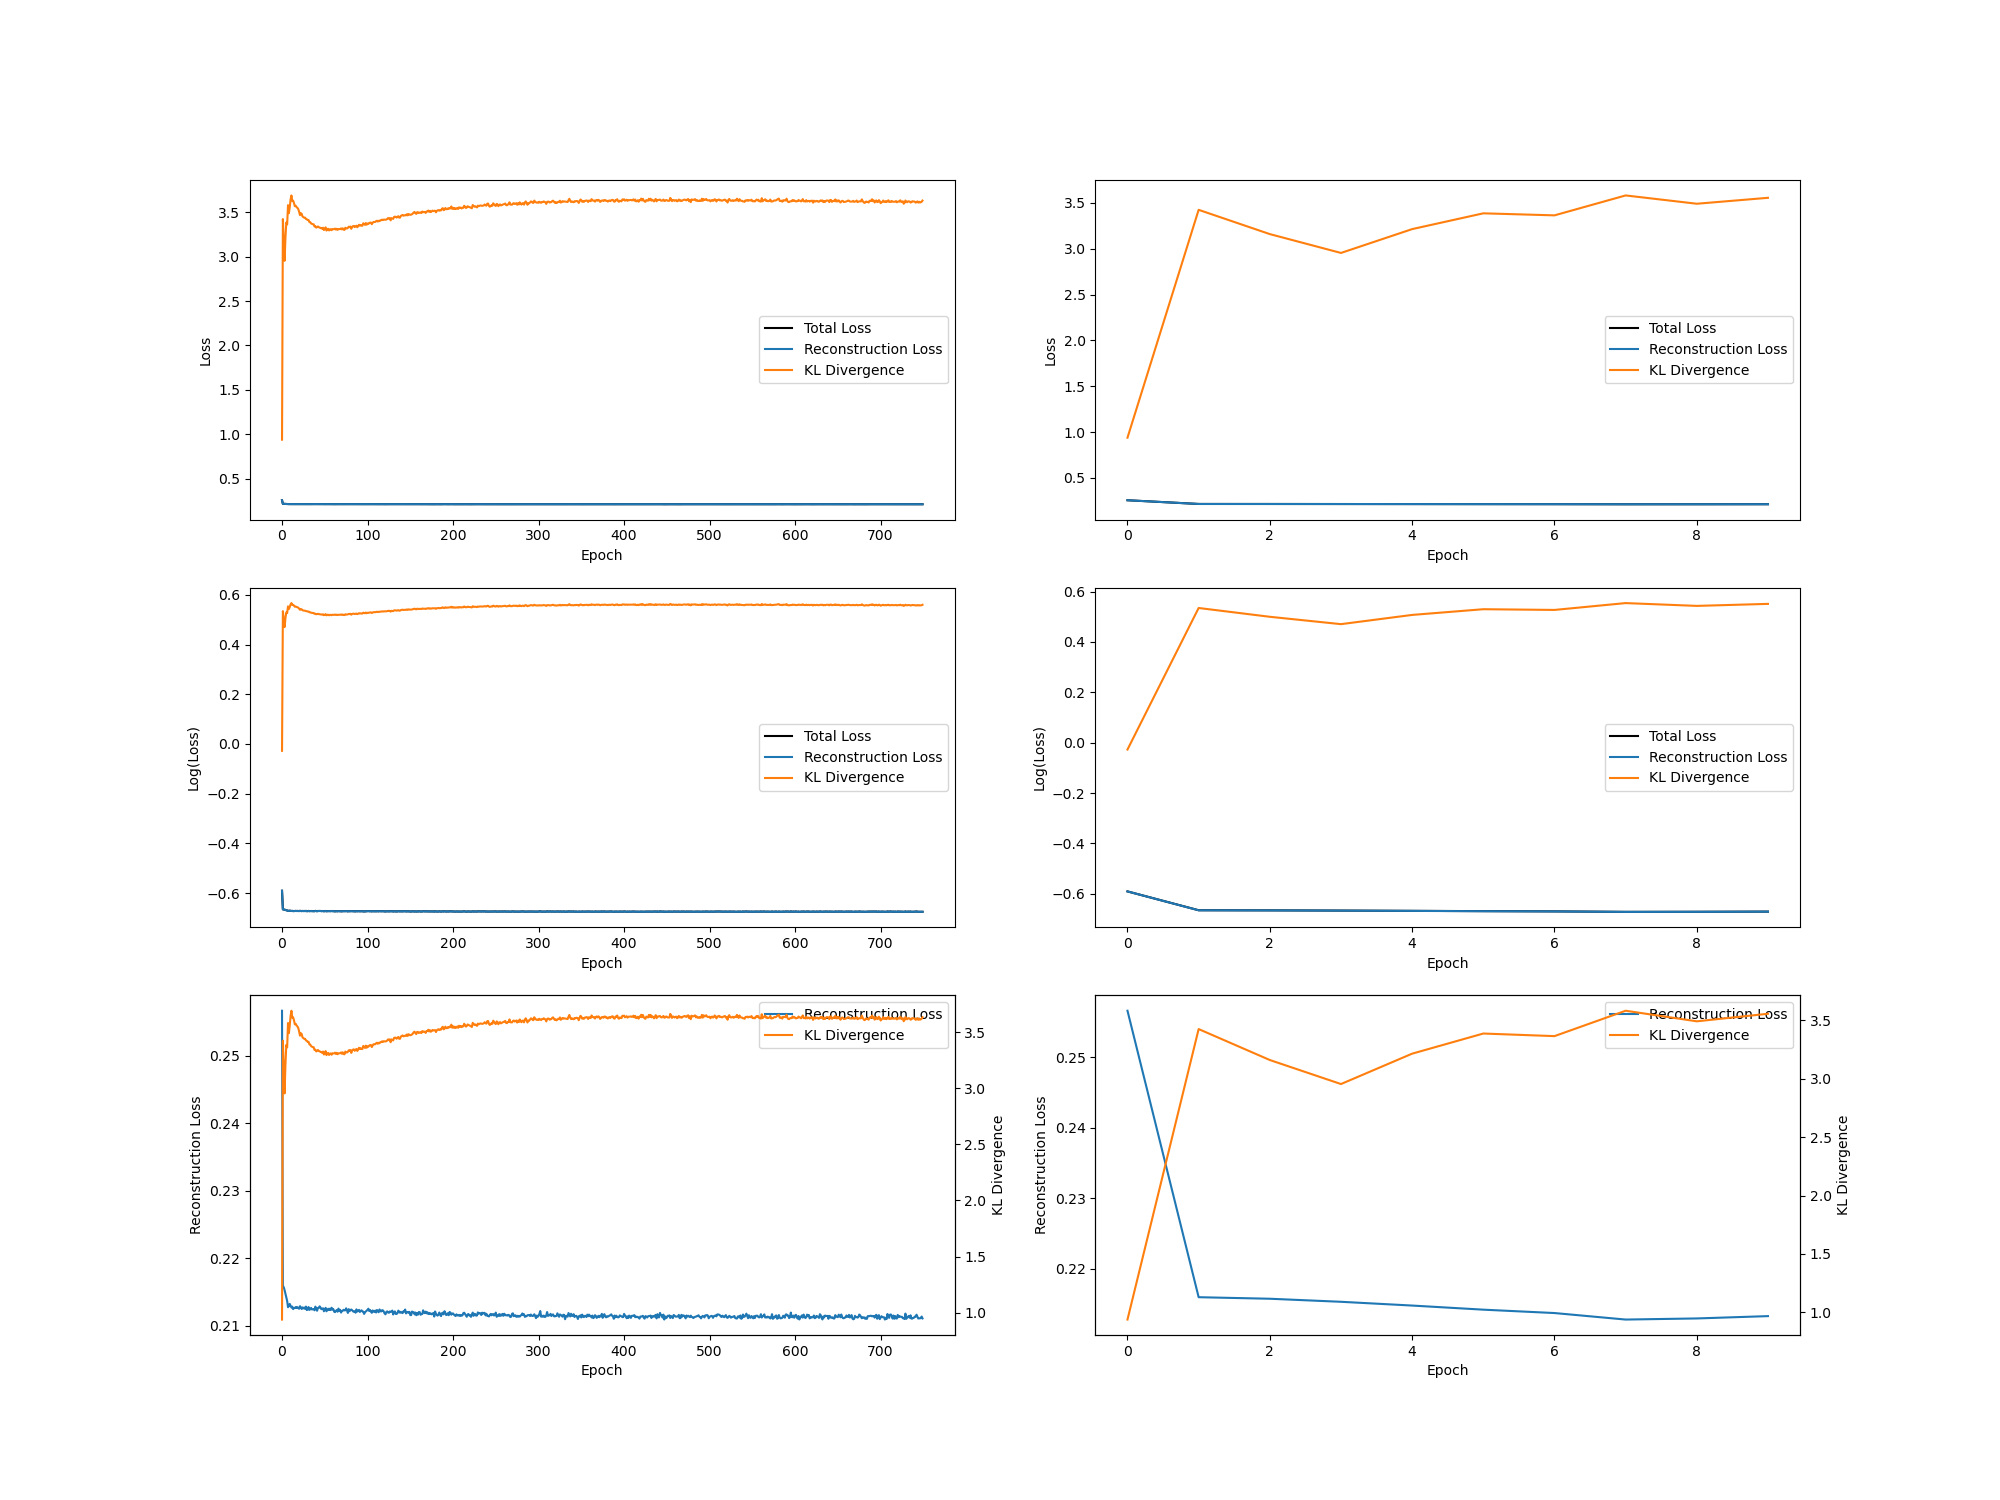 3.5
3.0
2.5
2.0
1.5
1.0
0.5
Loss
Total Loss
Reconstruction Loss
KL Divergence
0 100 200 300 400 500 600 700
Epoch
3.5
3.0
2.5
2.0
1.5
1.0
0.5
Loss
Total Loss
Reconstruction Loss
KL Divergence
0 2 4 6 8
Epoch
0.6
0.4
0.2
0.0
−0.2
−0.4
−0.6
Log(Loss)
Total Loss
Reconstruction Loss
KL Divergence
0 100 200 300 400 500 600 700
Epoch
0.6
0.4
0.2
0.0
−0.2
−0.4
−0.6
Log(Loss)
Total Loss
Reconstruction Loss
KL Divergence
0 2 4 6 8
Epoch
0.25
0.24
0.23
0.22
0.21
Reconstruction Loss
Reconstruction Loss
KL Divergence
3.5
3.0
2.5
2.0
1.5
1.0
KL Divergence
0 100 200 300 400 500 600 700
Epoch
0.25
0.24
0.23
0.22
Reconstruction Loss
Reconstruction Loss
KL Divergence
3.5
3.0
2.5
2.0
1.5
1.0
KL Divergence
0 2 4 6 8
Epoch